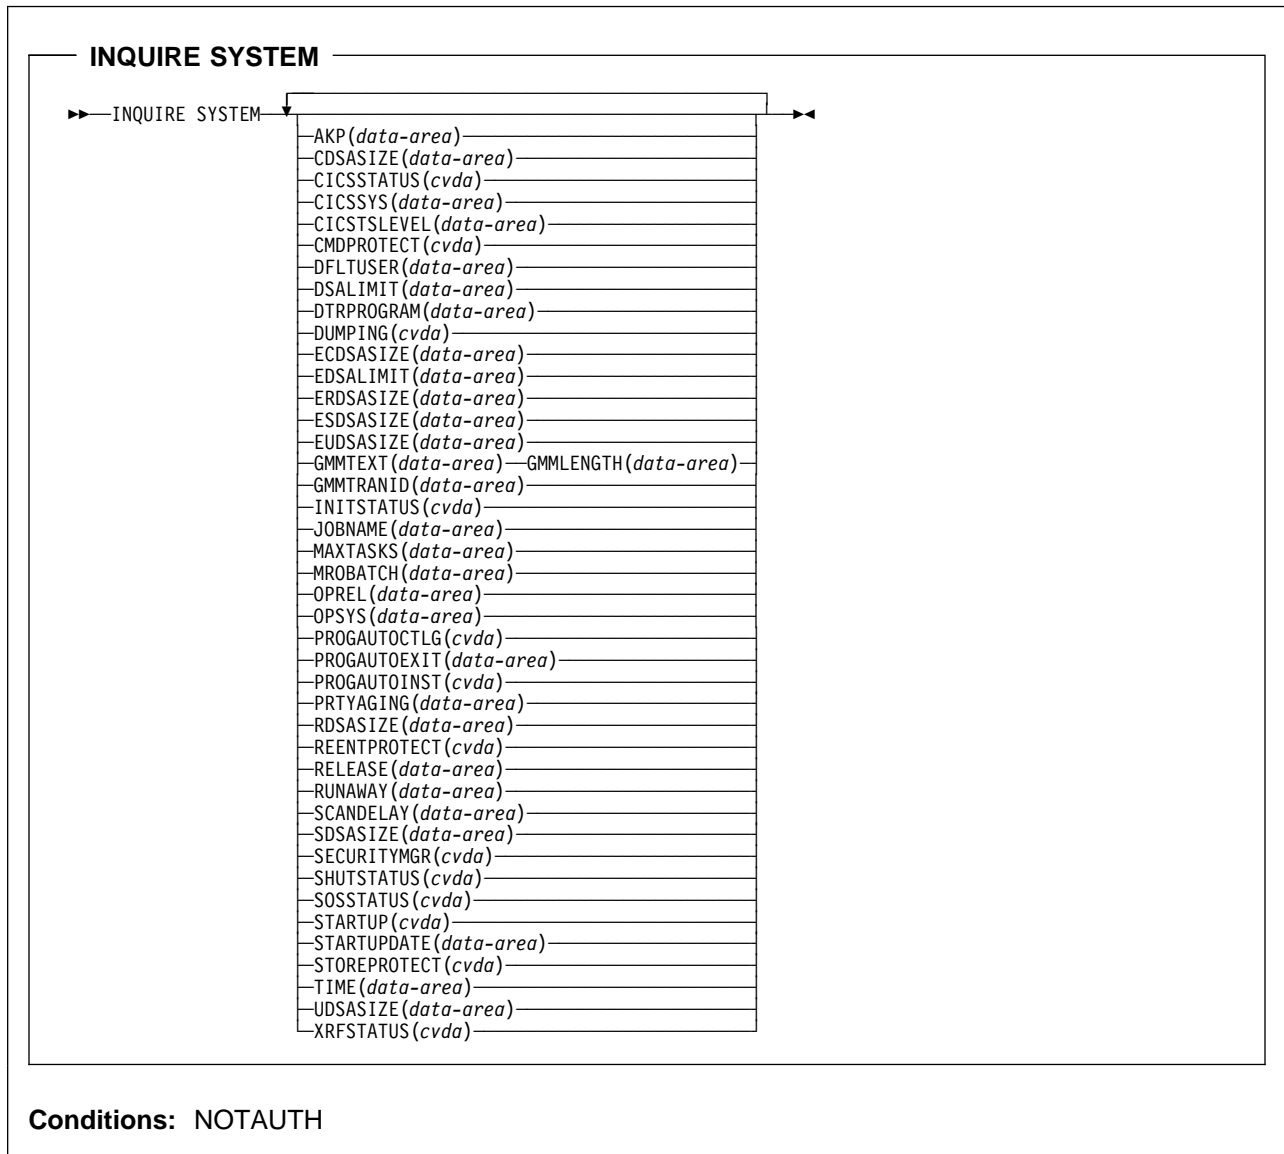 INQUIRE SYSTEM
INQUIRE SYSTEM
AKP(data-area)
CDSASIZE(data-area)
CICSSTATUS(cvda)
CICSSYS(data-area)
CICSTSLEVEL(data-area)
CMDPROTECT(cvda)
DFLTUSER(data-area)
DSALIMIT(data-area)
DTRPROGRAM(data-area)
DUMPING(cvda)
ECDSASIZE(data-area)
EDSALIMIT(data-area)
ERDSASIZE(data-area)
ESDSASIZE(data-area)
EUDSASIZE(data-area)
GMMTEXT(data-area) GMMLENGTH(data-area)
GMMTRANID(data-area)
INITSTATUS(cvda)
JOBNAME(data-area)
MAXTASKS(data-area)
MROBATCH(data-area)
OPREL(data-area)
OPSYS(data-area)
PROGAUTOCTLG(cvda)
PROGAUTOEXIT(data-area)
PROGAUTOINST(cvda)
PRTYAGING(data-area)
RDSASIZE(data-area)
REENTPROTECT(cvda)
RELEASE(data-area)
RUNAWAY(data-area)
SCANDELAY(data-area)
SDSASIZE(data-area)
SECURITYMGR(cvda)
SHUTSTATUS(cvda)
SOSSTATUS(cvda)
STARTUP(cvda)
STARTUPDATE(data-area)
STOREPROTECT(cvda)
TIME(data-area)
UDSASIZE(data-area)
XRFSTATUS(cvda)
Conditions: NOTAUTH